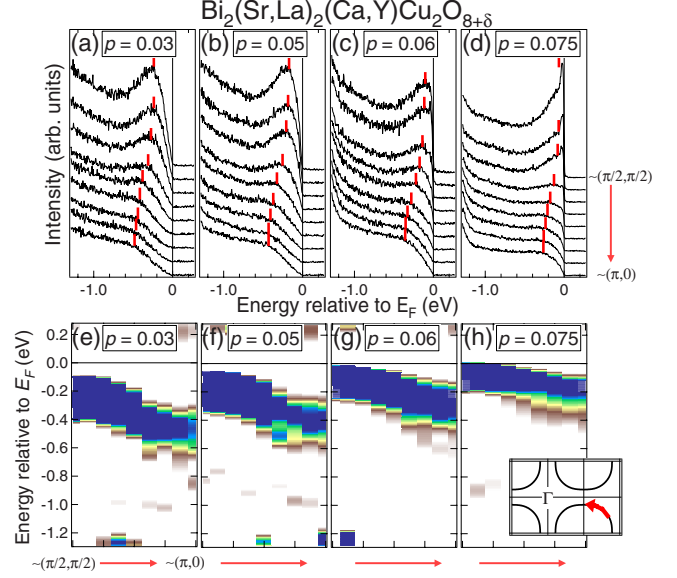 Bi2(Sr,La)2(Ca,Y)Cu2O8+δ
(a) p = 0.03
(b) p = 0.05
(c) p = 0.06
(d) p = 0.075
Intensity (arb. units)
~(π/2,π/2)
~(π,0)
-1.0 0
-1.0 0
-1.0 0
-1.0 0
Energy relative to EF (eV)
(e) p = 0.03
(f) p = 0.05
(g) p = 0.06
(h) p = 0.075
Energy relative to EF (eV)
0.2
0.0
-0.2
-0.4
-0.6
-0.8
-1.0
-1.2
Γ
~(π/2,π/2)
~(π,0)